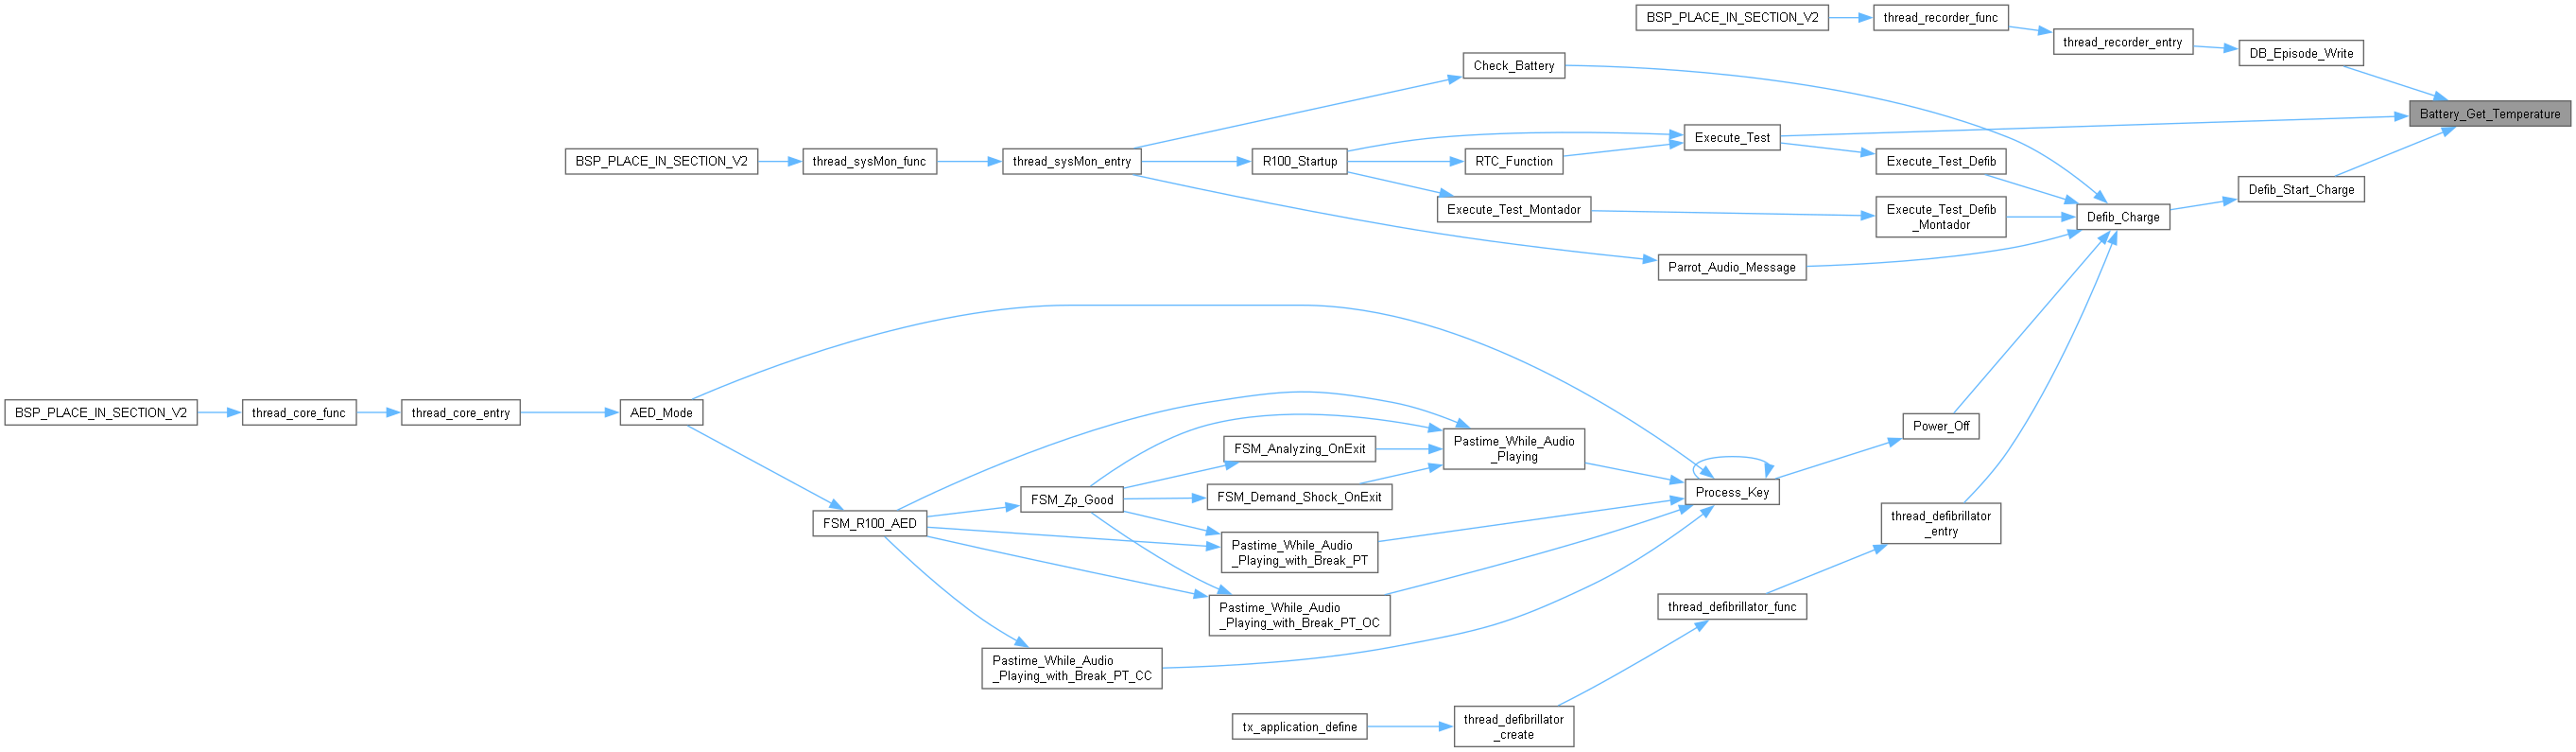 BSP_PLACE_IN_SECTION_V2
thread_recorder_func
thread_recorder_entry
DB_Episode_Write
Check_Battery
Battery_Get_Temperature
Execute_Test
BSP_PLACE_IN_SECTION_V2
thread_sysMon_func
thread_sysMon_entry
R100_Startup
RTC_Function
Execute_Test_Defib
Defib_Start_Charge
Execute_Test_Montador
Execute_Test_Defib
_Montador
Defib_Charge
Parrot_Audio_Message
BSP_PLACE_IN_SECTION_V2
thread_core_func
thread_core_entry
AED_Mode
Power_Off
FSM_Analyzing_OnExit
Pastime_While_Audio
_Playing
FSM_Zp_Good
FSM_Demand_Shock_OnExit
Process_Key
FSM_R100_AED
thread_defibrillator
_entry
Pastime_While_Audio
_Playing_with_Break_PT
Pastime_While_Audio
_Playing_with_Break_PT_OC
thread_defibrillator_func
Pastime_While_Audio
_Playing_with_Break_PT_CC
tx_application_define
thread_defibrillator
_create